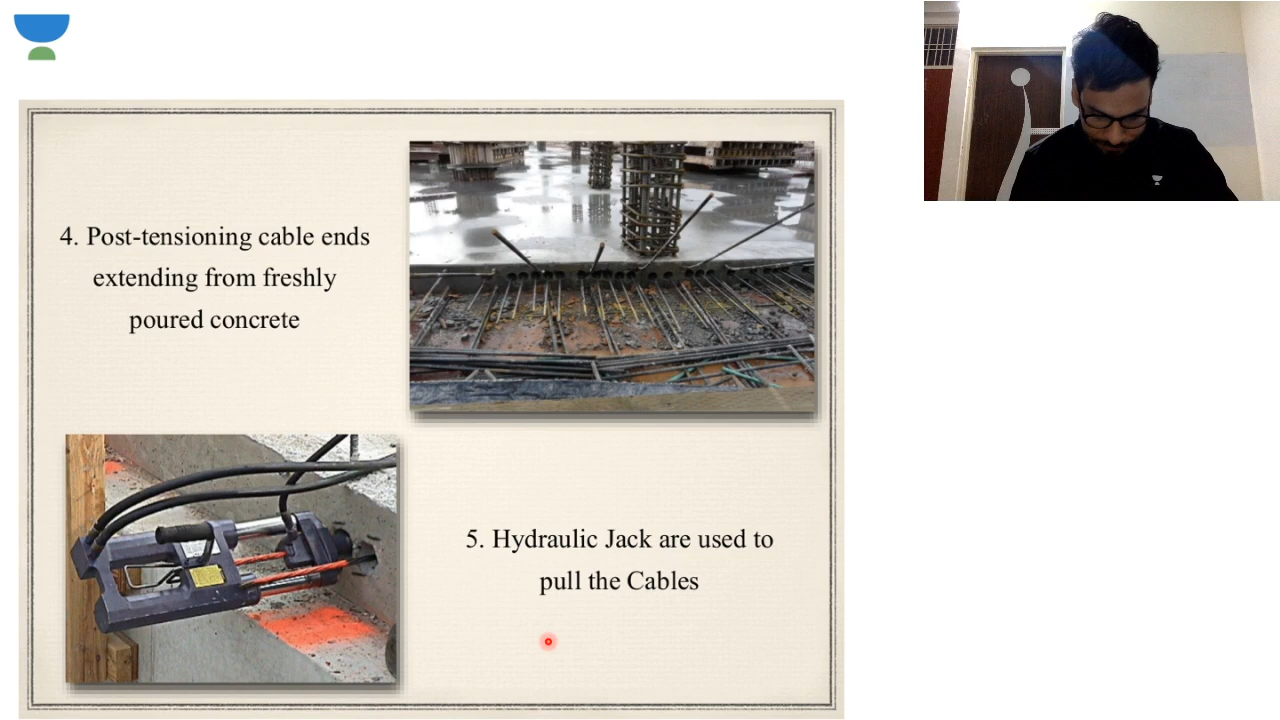 4. Post-tensioning cable ends
extending from freshly
poured concrete
5. Hydraulic Jack are used to
pull the Cables